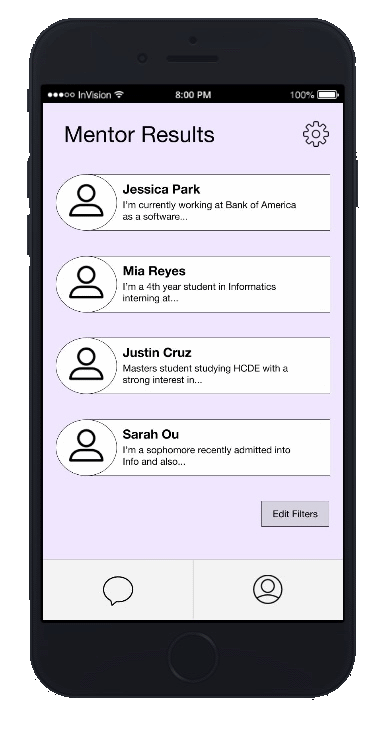 InVision 8:00 PM 100%
Mentor Results
Jessica Park
I'm currently working at Bank of America
as a software...
Mia Reyes
I'm a 4th year student in Informatics
interning at...
Justin Cruz
Masters student studying HCDE with a
strong interest in...
Sarah Ou
I'm a sophomore recently admitted into
Info and also...
Edit Filters